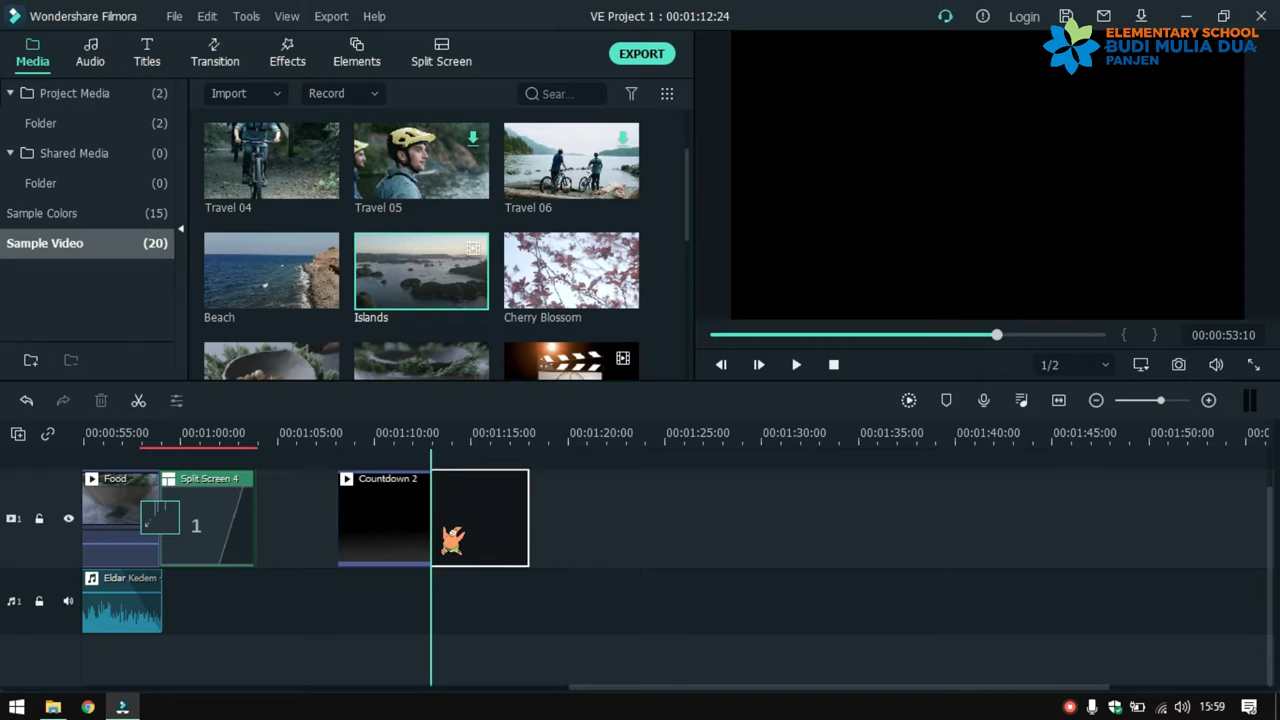 Wondershare Filmora
File
Edit
Tools
View
Export
Help
VE Project 1 : 00:01:12:24
Login
ELEMENTARY SCHOOL
BUDI MULIA DUA
PANJEN
Media
Audio
Titles
Transition
Effects
Elements
Split Screen
EXPORT
Project Media (2)
Folder (2)
Shared Media (0)
Folder (0)
Sample Colors (15)
Sample Video (20)
Import
Record
Sear...
Travel 04
Travel 05
Travel 06
Beach
Islands
Cherry Blossom
{ }
00:00:53:10
1/2
00:00:55:00
00:01:00:00
00:01:05:00
00:01:10:00
00:01:15:00
00:01:20:00
00:01:25:00
00:01:30:00
00:01:35:00
00:01:40:00
00:01:45:00
00:01:50:00
00:0
Food
Split Screen 4
Countdown 2
1
1
Eldar Kedem
1
15:59